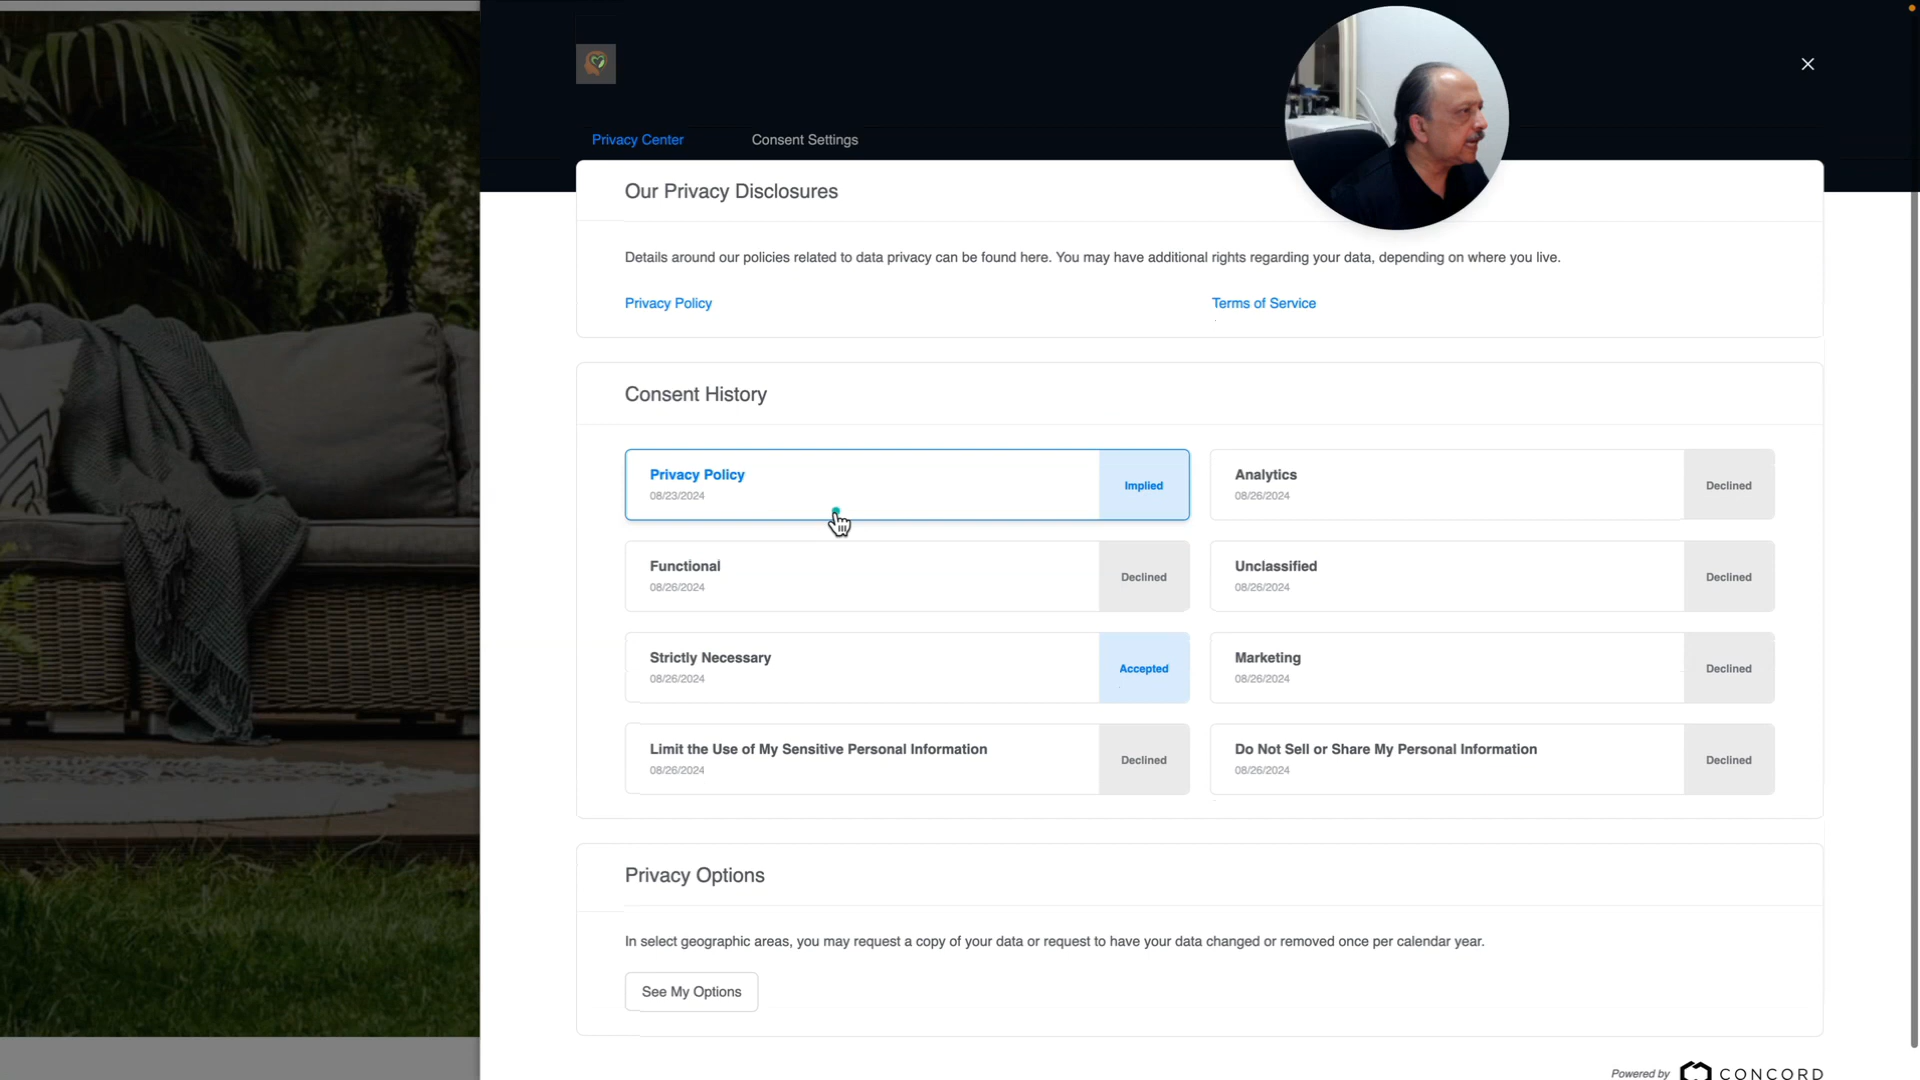 Privacy Center
Consent Settings
Our Privacy Disclosures
Details around our policies related to data privacy can be found here. You may have additional rights regarding your data, depending on where you live.
Privacy Policy
Terms of Service
Consent History
Privacy Policy
08/23/2024
Implied
Analytics
08/26/2024
Declined
Functional
08/26/2024
Declined
Unclassified
08/26/2024
Declined
Strictly Necessary
08/26/2024
Accepted
Marketing
08/26/2024
Declined
Limit the Use of My Sensitive Personal Information
08/26/2024
Declined
Do Not Sell or Share My Personal Information
08/26/2024
Declined
Privacy Options
In select geographic areas, you may request a copy of your data or request to have your data changed or removed once per calendar year.
See My Options
Powered by CONCORD